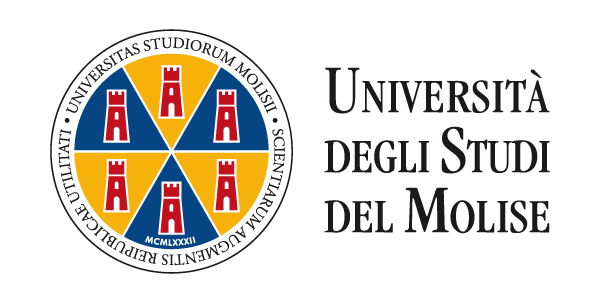 · UNIVERSITAS STUDIORUM MOLISII · SCIENTIARUM AUGMENTIS REIPUBLICAE UTILITATI
MCMLXXXII
UNIVERSITÀ
DEGLI STUDI
DEL MOLISE